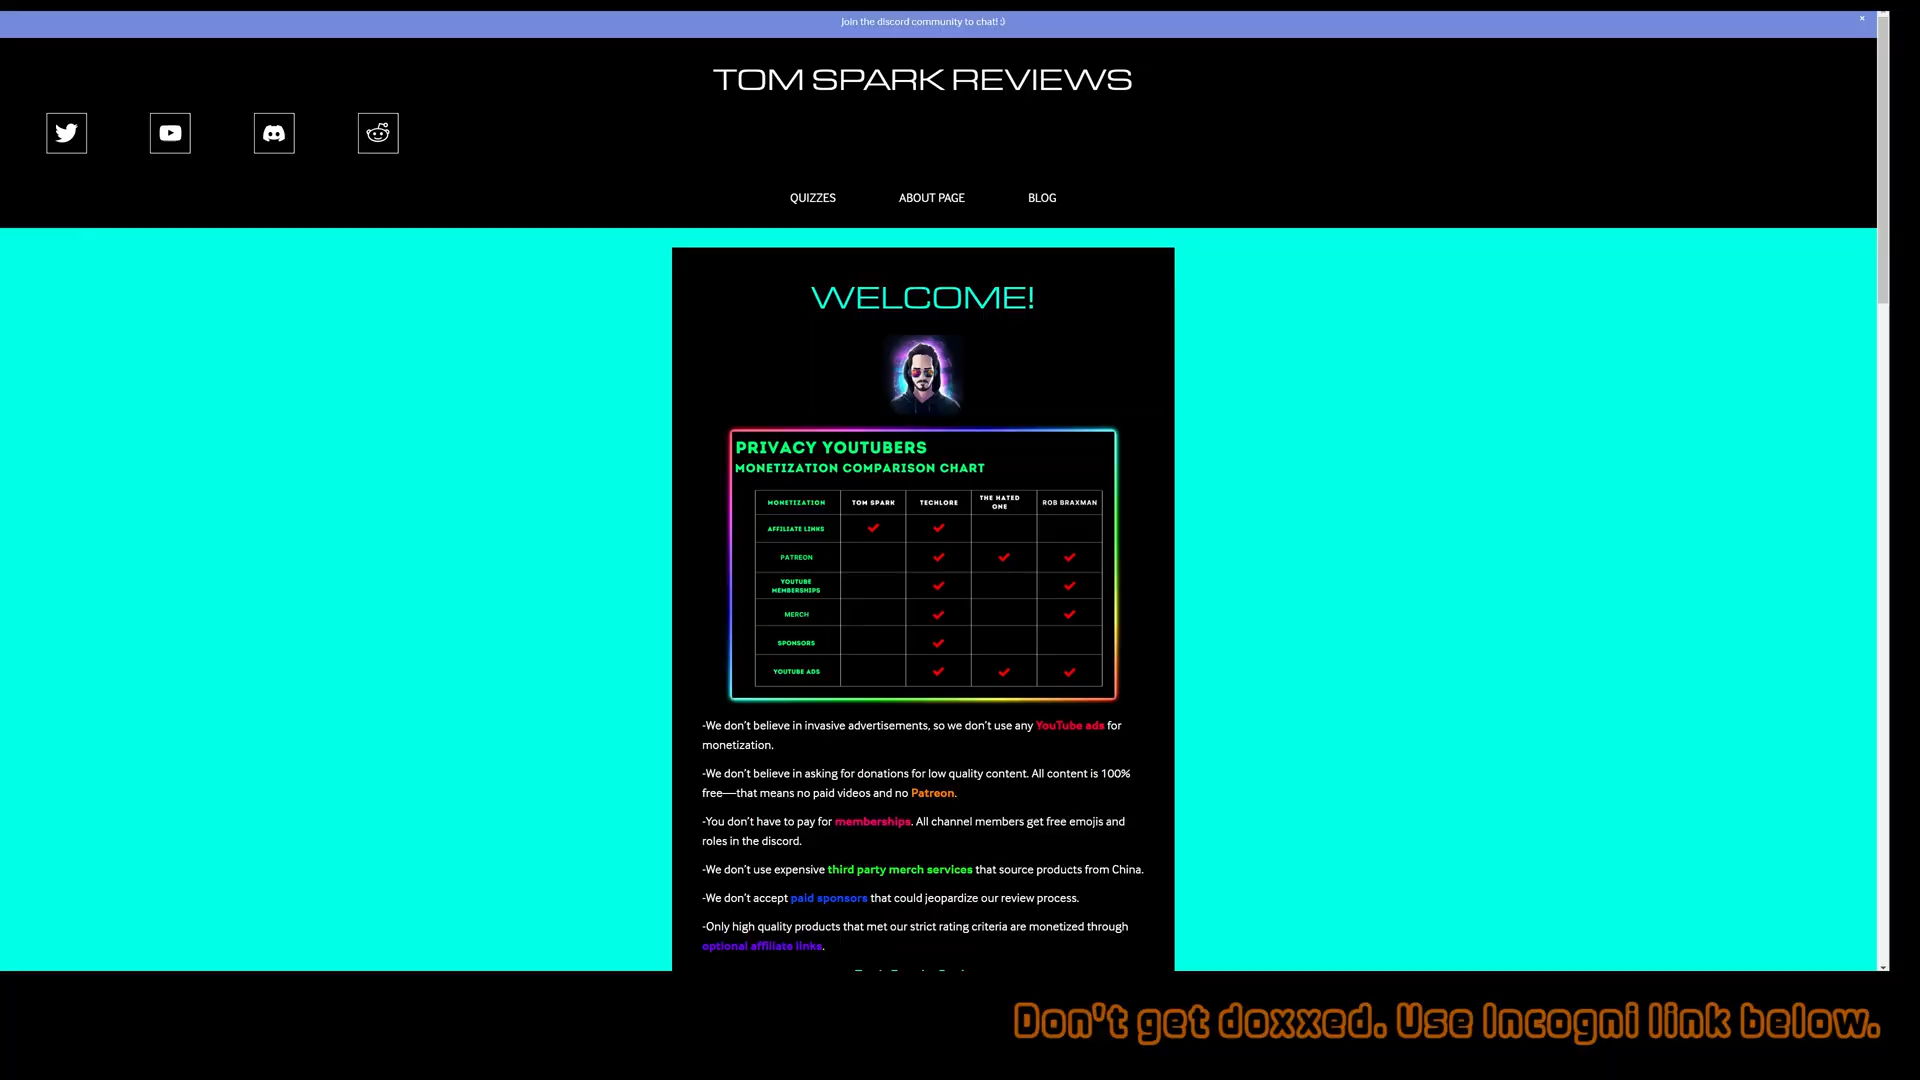 Join the discord community to chat! :)
×
TOM SPARK REVIEWS
QUIZZES ABOUT PAGE BLOG
WELCOME!
PRIVACY YOUTUBERS
MONETIZATION COMPARISON CHART
MONETIZATION TOM SPARK TECHLORE THE HATED ONE ROB BRAXMAN
AFFILIATE LINKS
PATREON
YOUTUBE MEMBERSHIPS
MERCH
SPONSORS
YOUTUBE ADS
-We don't believe in invasive advertisements, so we don't use any YouTube ads for
monetization.
-We don't believe in asking for donations for low quality content. All content is 100%
free—that means no paid videos and no Patreon.
-You don't have to pay for memberships. All channel members get free emojis and
roles in the discord.
-We don't use expensive third party merch services that source products from China.
-We don't accept paid sponsors that could jeopardize our review process.
-Only high quality products that met our strict rating criteria are monetized through
optional affiliate links.
Don't get doxxed. Use Incogni link below.